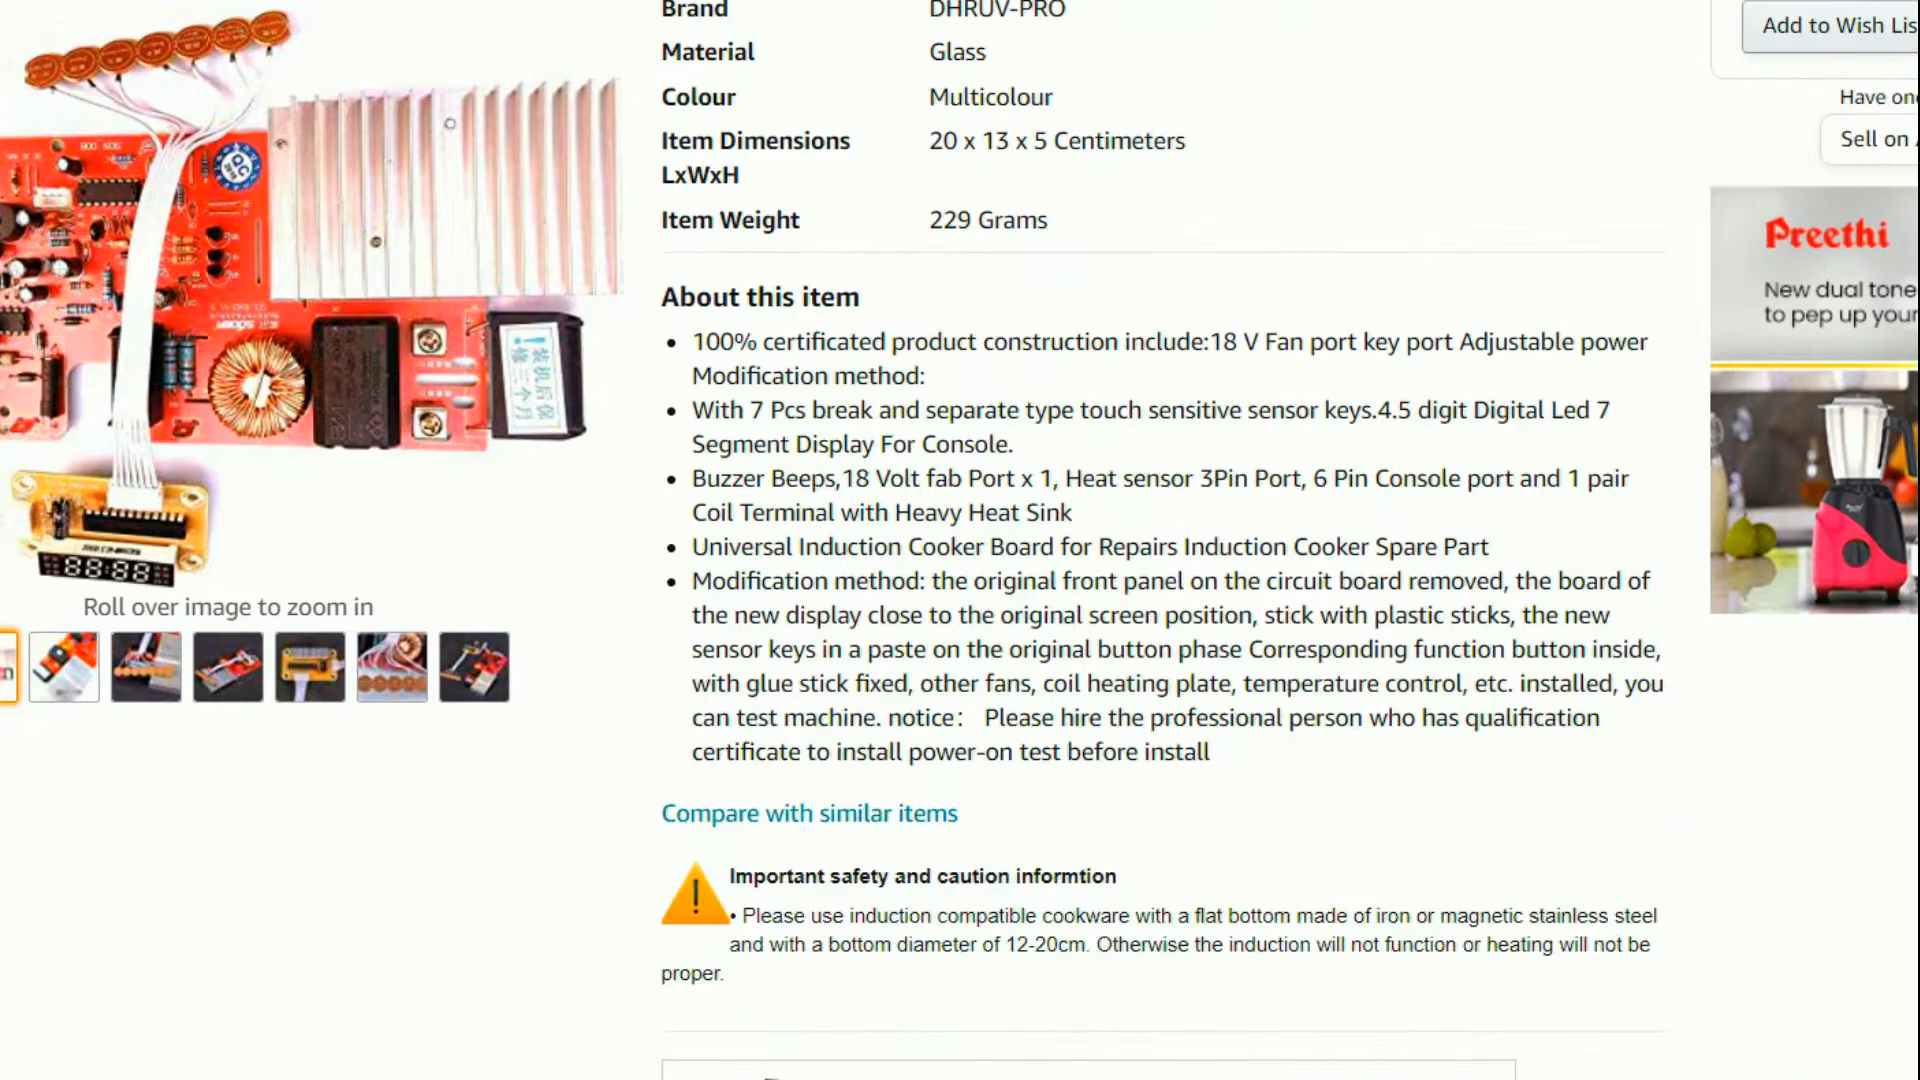 Brand DHRUV-PRO
Material Glass
Colour Multicolour
Item Dimensions 20 x 13 x 5 Centimeters
LxWxH
Item Weight 229 Grams
About this item
• 100% certificated product construction include:18 V Fan port key port Adjustable power
Modification method:
• With 7 Pcs break and separate type touch sensitive sensor keys.4.5 digit Digital Led 7
Segment Display For Console.
• Buzzer Beeps,18 Volt fab Port x 1, Heat sensor 3Pin Port, 6 Pin Console port and 1 pair
Coil Terminal with Heavy Heat Sink
• Universal Induction Cooker Board for Repairs Induction Cooker Spare Part
• Modification method: the original front panel on the circuit board removed, the board of
the new display close to the original screen position, stick with plastic sticks, the new
sensor keys in a paste on the original button phase Corresponding function button inside,
with glue stick fixed, other fans, coil heating plate, temperature control, etc. installed, you
can test machine. notice： Please hire the professional person who has qualification
certificate to install power-on test before install
Compare with similar items
Important safety and caution informtion
• Please use induction compatible cookware with a flat bottom made of iron or magnetic stainless steel
and with a bottom diameter of 12-20cm. Otherwise the induction will not function or heating will not be
proper.
QC
8888
Roll over image to zoom in
Add to Wish Lis
Have on
Sell on
Preethi
New dual tone
to pep up your